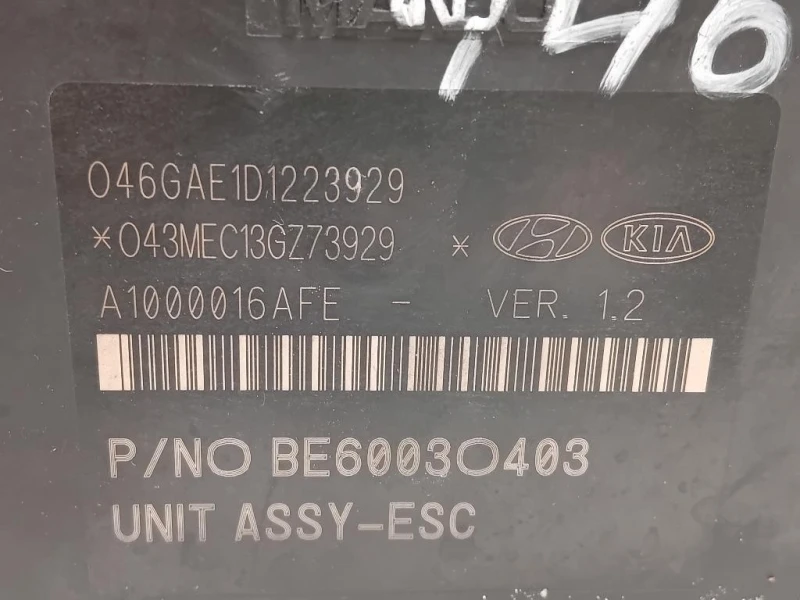 046GAE1D1223929
*043MEC13GZ73929 * KIA
A1000016AFE - VER. 1.2
P/NO BE60030403
UNIT ASSY-ESC